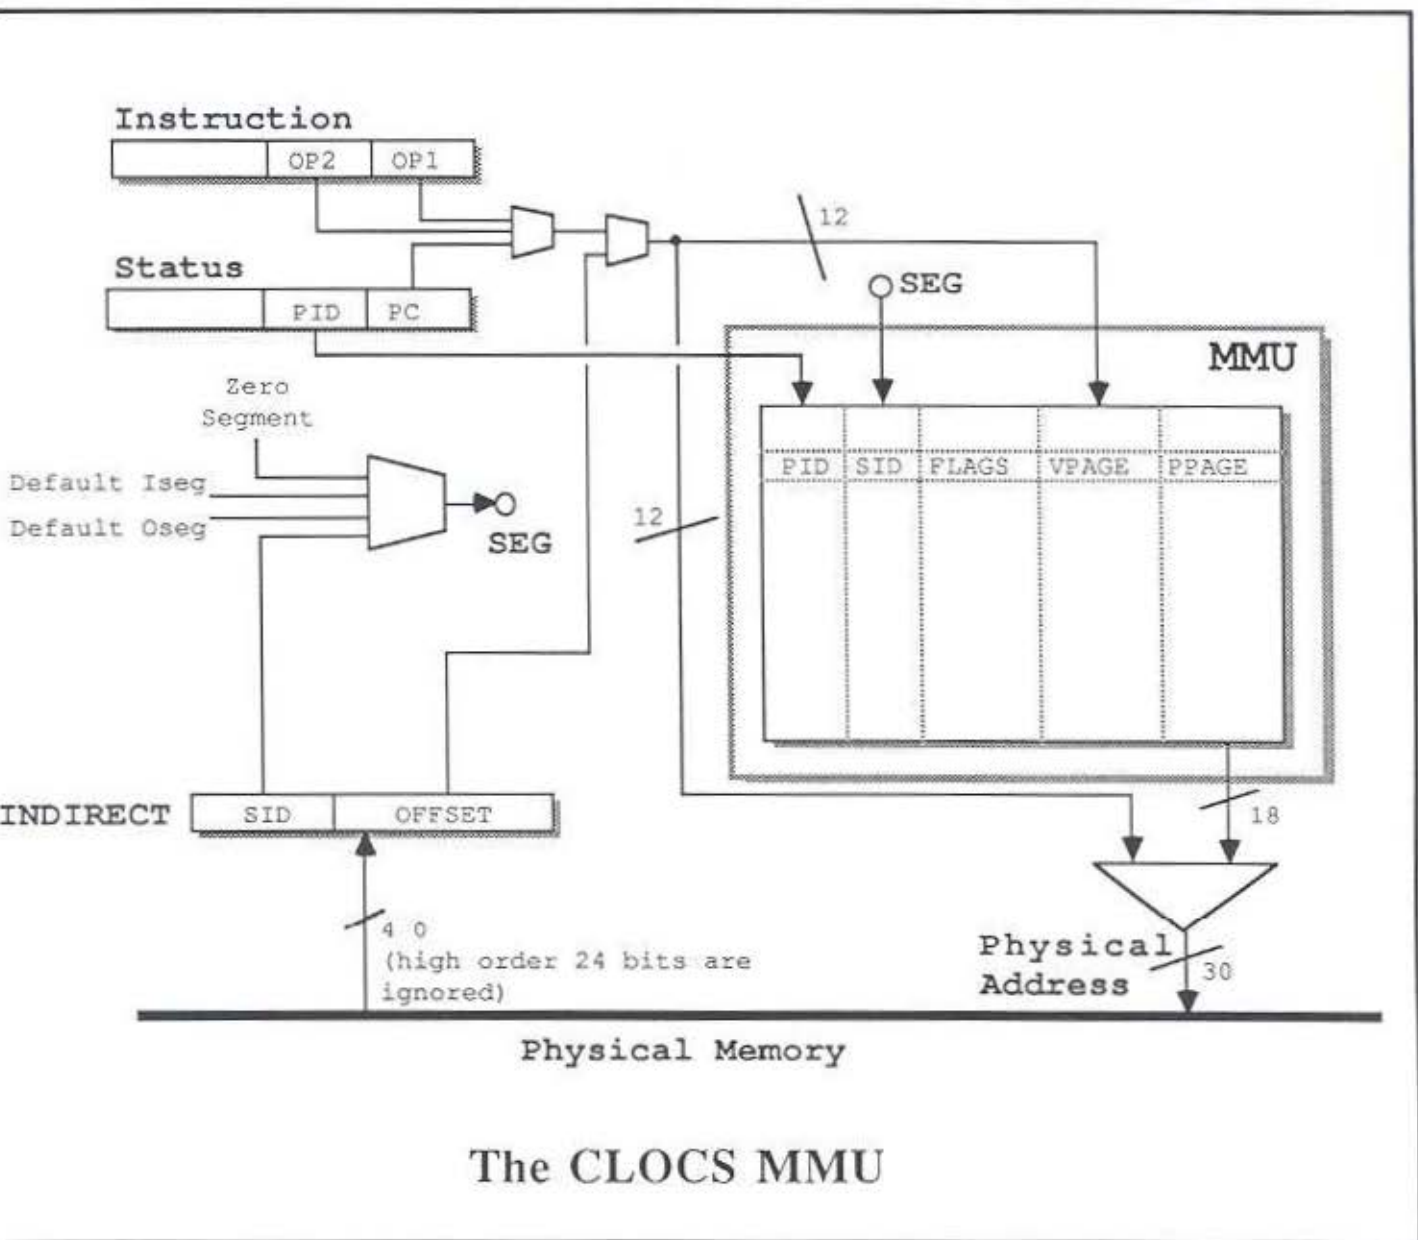 Instruction
OP2 OP1
12
Status
SEG
PID PC
MMU
Zero
Segment
PID SID FLAGS VPAGE PPAGE
Default Iseg
12
Default Oseg
SEG
INDIRECT SID OFFSET
18
4 0
(high order 24 bits are
ignored)
Physical
Address
30
Physical Memory
The CLOCS MMU